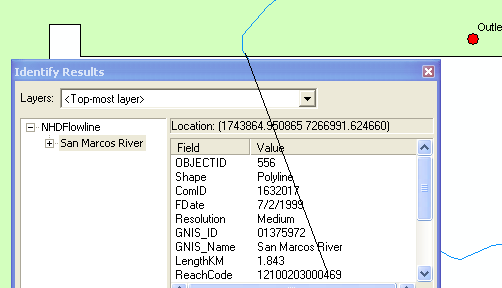 Outle
Identify Results
Layers: <Top-most layer>
NHDFlowline
San Marcos River
Location: (1743864.950865 7266991.624660)
Field Value
OBJECTID 556
Shape Polyline
ComID 1632017
FDate 7/2/1999
Resolution Medium
GNIS_ID 01375972
GNIS_Name San Marcos River
LengthKM 1.843
ReachCode 12100203000469